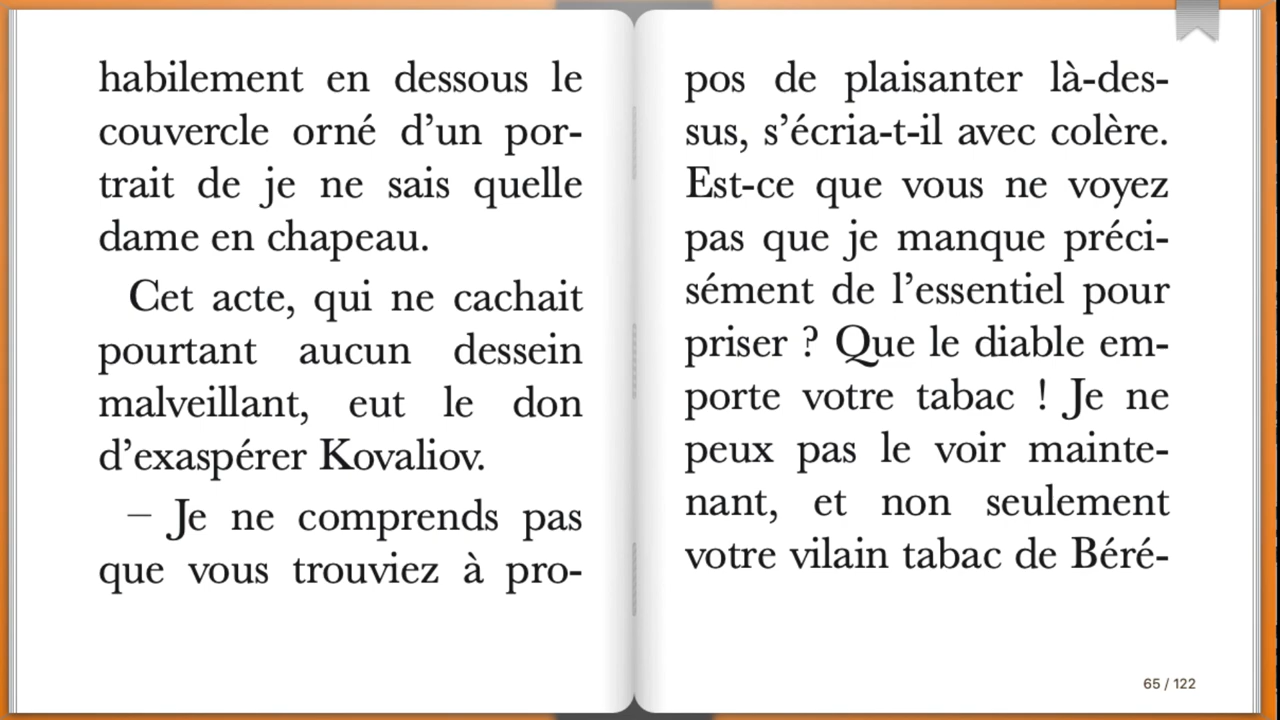 habilement en dessous le
couvercle orné d’un por-
trait de je ne sais quelle
dame en chapeau.
Cet acte, qui ne cachait
pourtant aucun dessein
malveillant, eut le don
d’exaspérer Kovaliov.
– Je ne comprends pas
que vous trouviez à pro-
pos de plaisanter là-des-
sus, s’écria-t-il avec colère.
Est-ce que vous ne voyez
pas que je manque préci-
sément de l’essentiel pour
priser ? Que le diable em-
porte votre tabac ! Je ne
peux pas le voir mainte-
nant, et non seulement
votre vilain tabac de Béré-
65 / 122